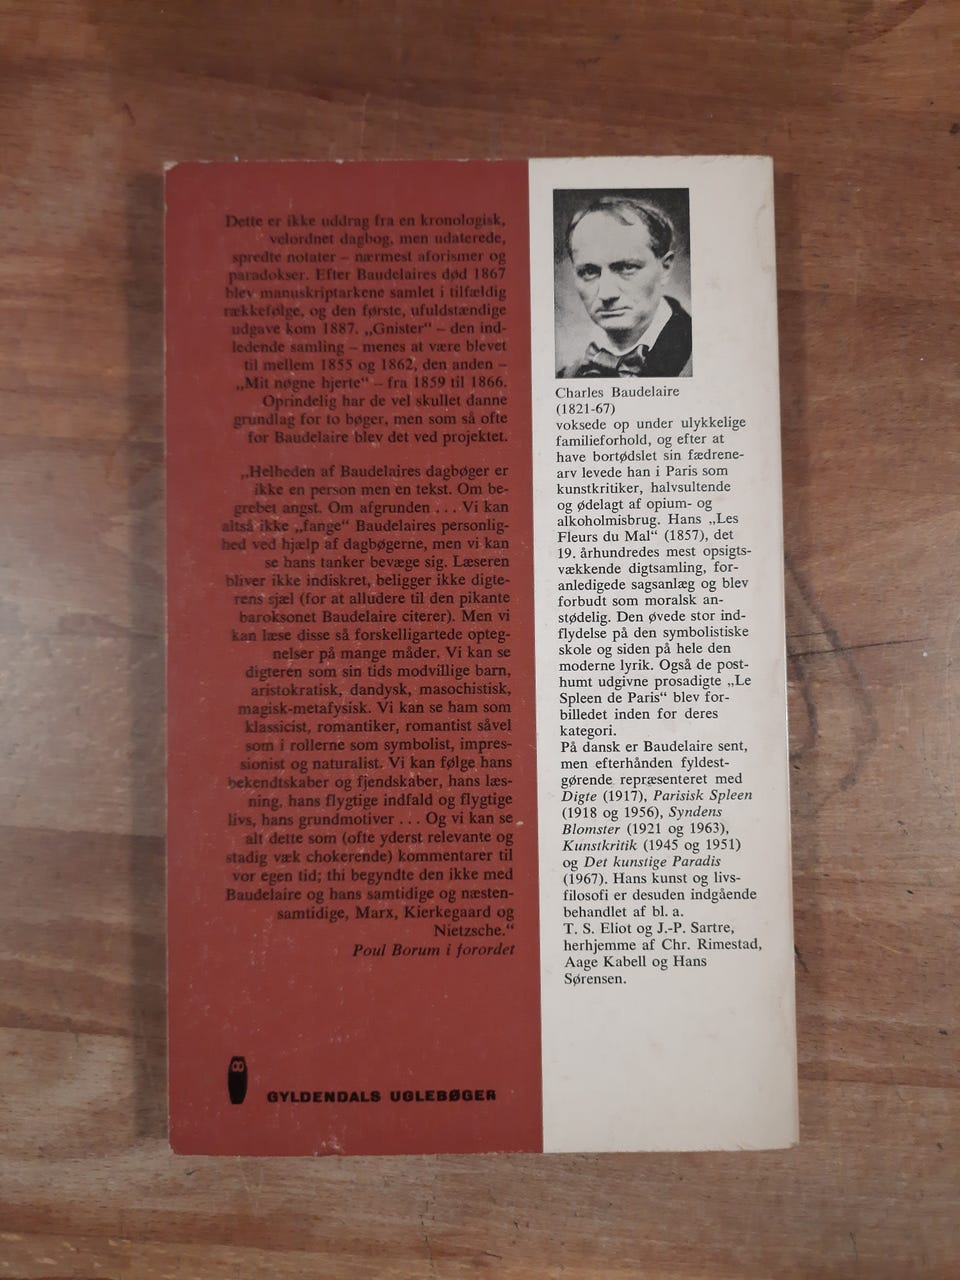 Dette er ikke uddrag fra en kronologisk,
velordnet dagbog, men udaterede,
spredte notater – nærmest aforismer og
paradokser. Efter Baudelaires død 1867
blev manuskriptarkene samlet i tilfældig
rækkefølge, og den første, ufuldstændige
udgave kom 1887. „Gnister“ – den ind-
ledende samling – menes at være blevet
til mellem 1855 og 1862, den anden –
„Mit nøgne hjerte“ – fra 1859 til 1866.
Oprindelig har de vel skullet danne
grundlag for to bøger, men som så ofte
for Baudelaire blev det ved projektet.
„Helheden af Baudelaires dagbøger er
ikke en person men en tekst. Om be-
grebet angst. Om afgrunden . . . Vi kan
altså ikke „fange“ Baudelaires personlig-
hed ved hjælp af dagbøgerne, men vi kan
se hans tanker bevæge sig. Læseren
bliver ikke indiskret, beligger ikke digte-
rens sjæl (for at alludere til den pikante
baroksonet Baudelaire citerer). Men vi
kan læse disse så forskelligartede opteg-
nelser på mange måder. Vi kan se
digteren som sin tids modvillige barn,
aristokratisk, dandysk, masochistisk,
magisk-metafysisk. Vi kan se ham som
klassicist, romantiker, romantist såvel
som i rollerne som symbolist, impres-
sionist og naturalist. Vi kan følge hans
bekendtskaber og fjendskaber, hans læs-
ning, hans flygtige indfald og flygtige
livs, hans grundmotiver . . . Og vi kan se
alt dette som (ofte yderst relevante og
stadig væk chokerende) kommentarer til
vor egen tid; thi begyndte den ikke med
Baudelaire og hans samtidige og næsten-
samtidige, Marx, Kierkegaard og
Nietzsche.“
Poul Borum i forordet
GYLDENDALS UGLEBØGER
Charles Baudelaire
(1821-67)
voksede op under ulykkelige
familieforhold, og efter at
have bortødslet sin fædrene-
arv levede han i Paris som
kunstkritiker, halvsultende
og ødelagt af opium- og
alkoholmisbrug. Hans „Les
Fleurs du Mal“ (1857), det
19. århundredes mest opsigts-
vækkende digtsamling, for-
anledigede sagsanlæg og blev
forbudt som moralsk an-
stødelig. Den øvede stor ind-
flydelse på den symbolistiske
skole og siden på hele den
moderne lyrik. Også de post-
humt udgivne prosadigte „Le
Spleen de Paris“ blev for-
billedet inden for deres
kategori.
På dansk er Baudelaire sent,
men efterhånden fyldest-
gørende repræsenteret med
Digte (1917), Parisisk Spleen
(1918 og 1956), Syndens
Blomster (1921 og 1963),
Kunstkritik (1945 og 1951)
og Det kunstige Paradis
(1967). Hans kunst og livs-
filosofi er desuden indgående
behandlet af bl. a.
T. S. Eliot og J.-P. Sartre,
herhjemme af Chr. Rimestad,
Aage Kabell og Hans
Sørensen.